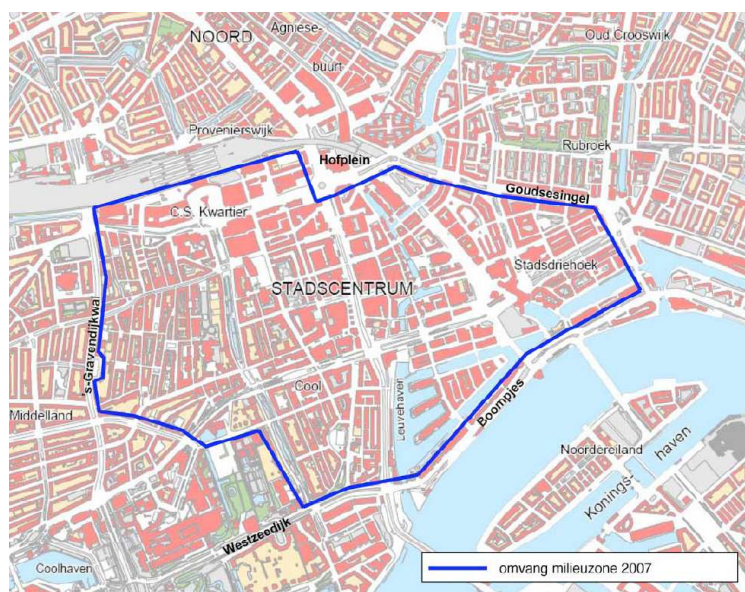 NOORD
Agniese-
buurt
Oud Crooswijk
Provenierswijk
Hofplein
Rubroek
Goudsesingel
C.S. Kwartier
Stadsdriehoek
STADSCENTRUM
's-Gravendijkwal
Cool
Middelland
Leuvehaven
Boompjes
Noordereiland
Konings-
haven
Westzeedijk
Coolhaven
omvang milieuzone 2007